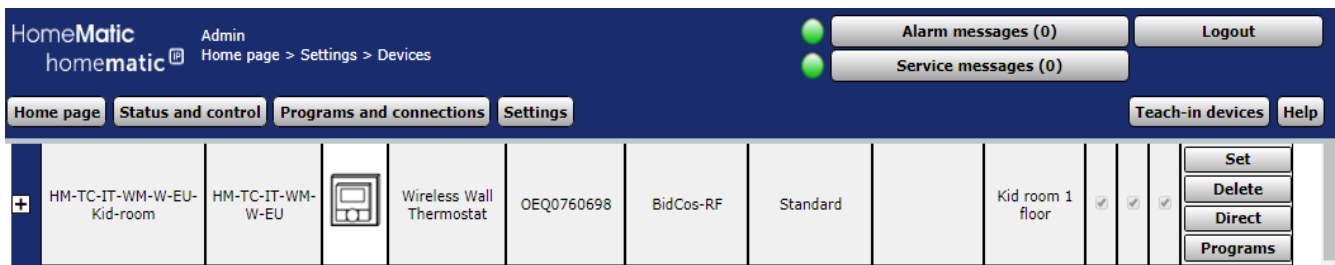 HomeMatic
homematic IP
Admin
Home page > Settings > Devices
Alarm messages (0)
Logout
Service messages (0)
Home page
Status and control
Programs and connections
Settings
Teach-in devices
Help
HM-TC-IT-WM-W-EU-
Kid-room
HM-TC-IT-WM-
W-EU
Wireless Wall
Thermostat
OEQ0760698
BidCos-RF
Standard
Kid room 1
floor
Set
Delete
Direct
Programs